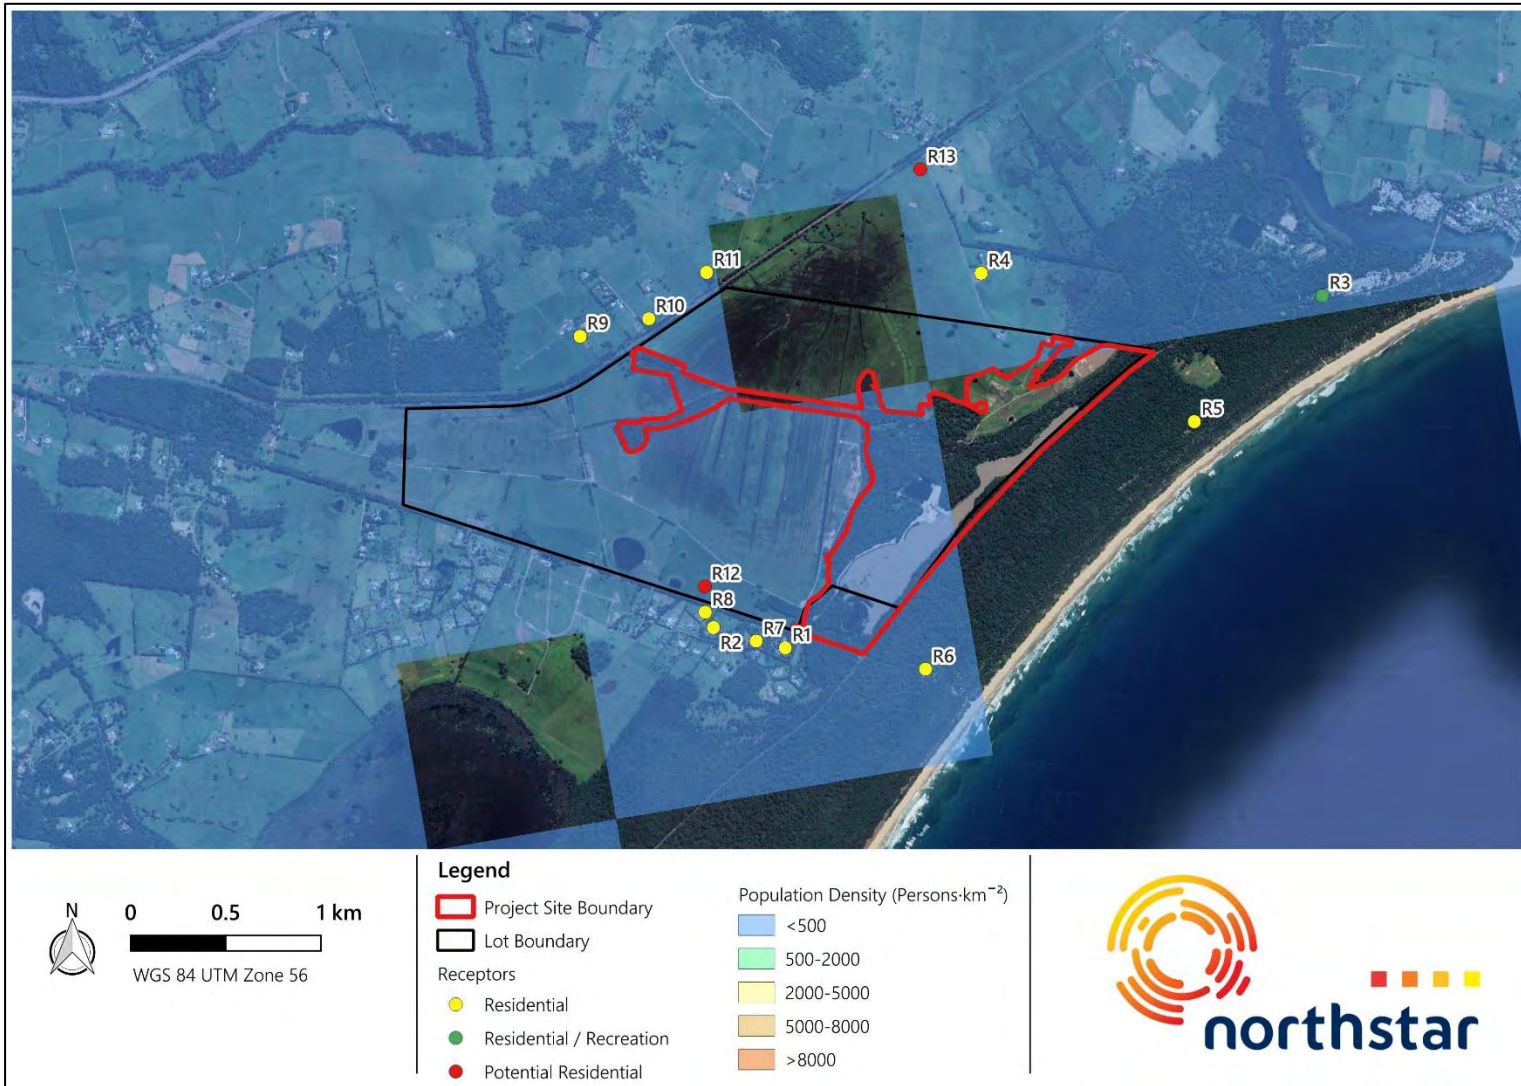 R13
R11
R4
R3
R10
R9
R5
R12
R8
R2
R7
R1
R6
N
0 0.5 1 km
WGS 84 UTM Zone 56
Legend
Project Site Boundary
Lot Boundary
Receptors
Residential
Residential / Recreation
Potential Residential
Population Density (Persons·km⁻²)
<500
500-2000
2000-5000
5000-8000
>8000
northstar